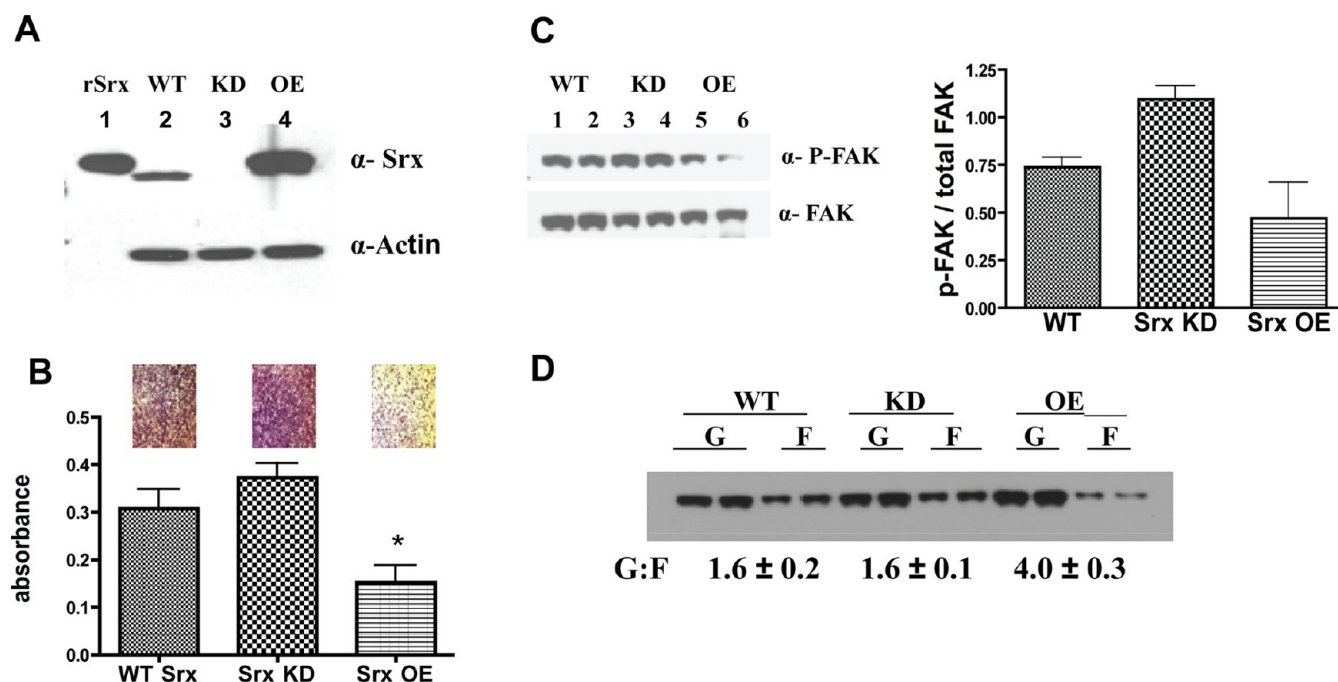 A
rSrx WT KD OE
1 2 3 4
α- Srx
α-Actin
B
0.5
0.4
0.3
0.2
0.1
0.0
absorbance
*
WT Srx Srx KD Srx OE
C
WT KD OE
1 2 3 4 5 6
α- P-FAK
α- FAK
1.25
1.00
0.75
0.50
0.25
0.00
p-FAK / total FAK
WT Srx KD Srx OE
D
WT KD OE
G F G F G F
G:F 1.6 ± 0.2 1.6 ± 0.1 4.0 ± 0.3